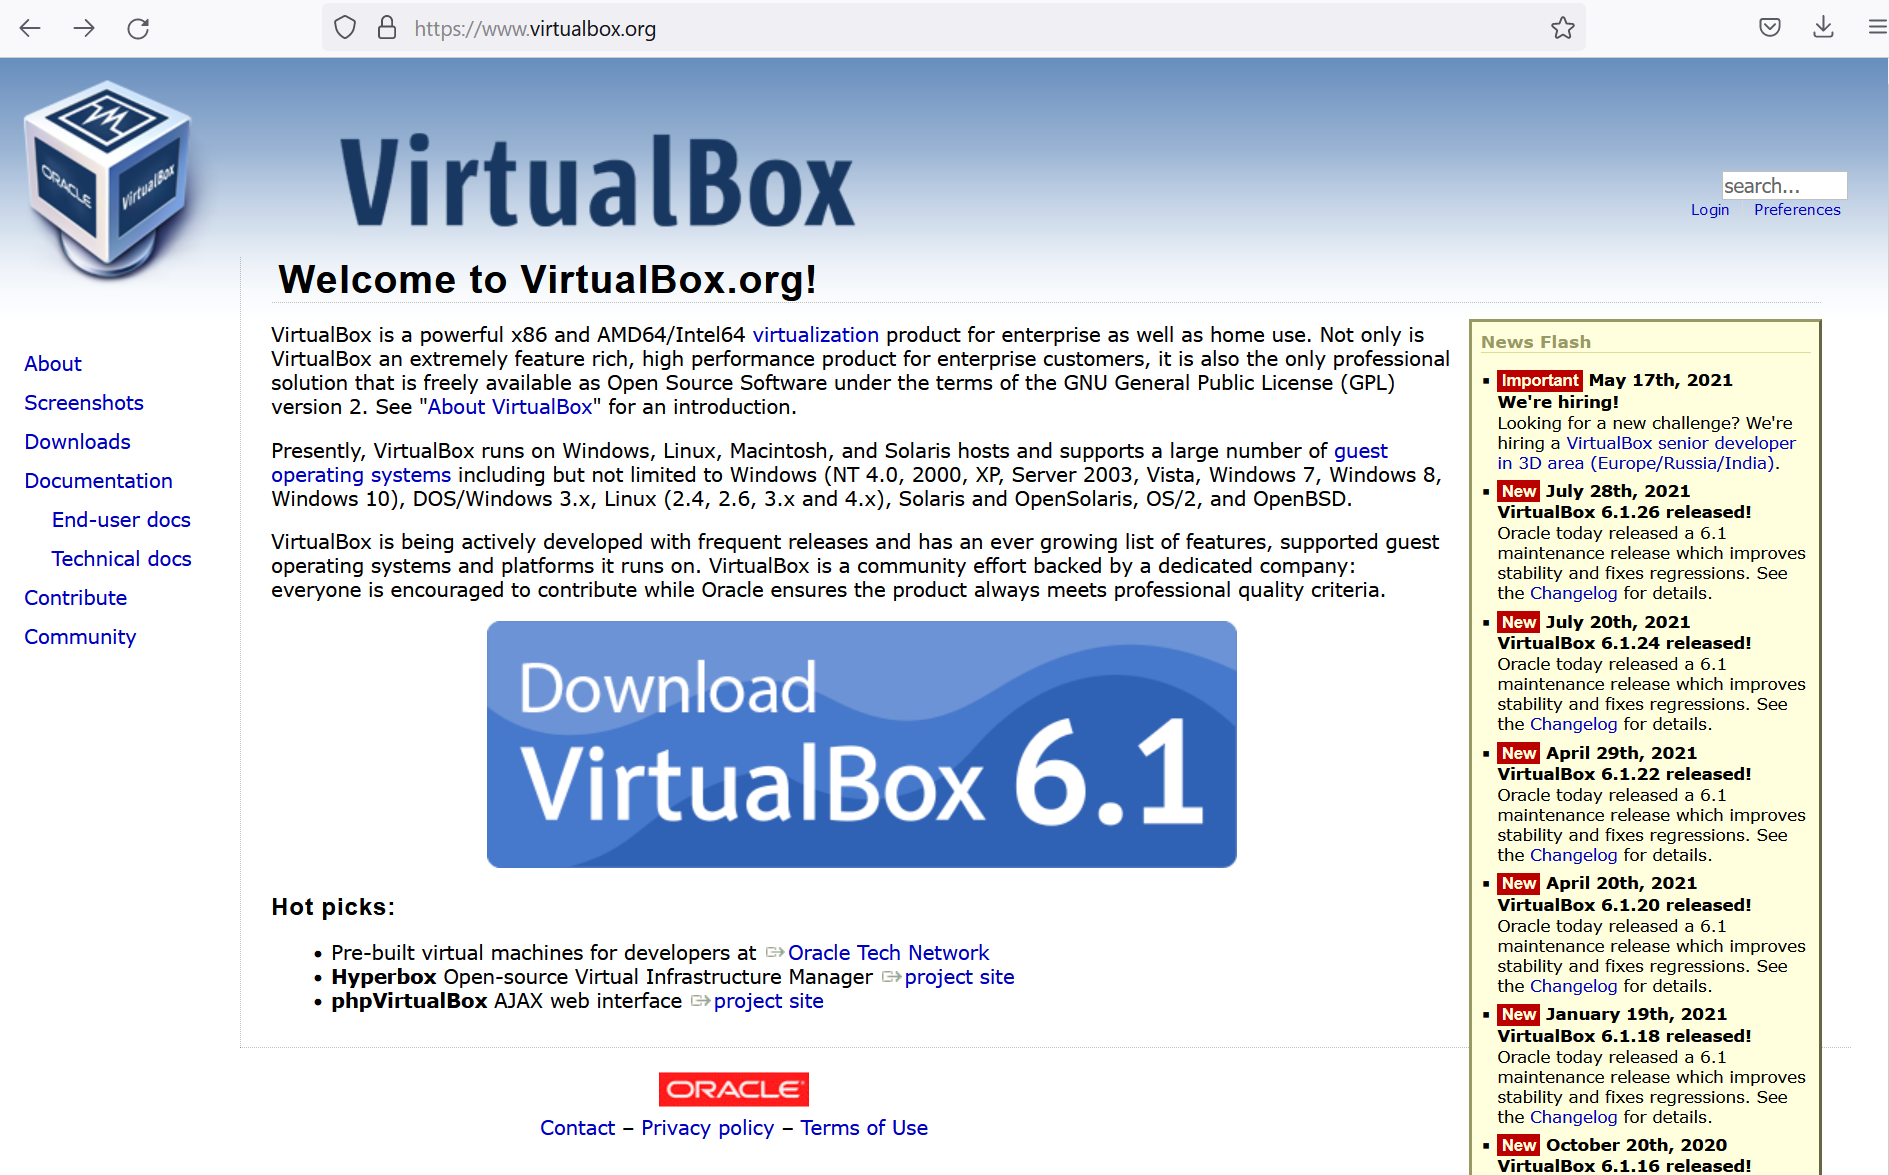 https://www.virtualbox.org
ORACLE
VirtualBox
VirtualBox
search...
Login Preferences
Welcome to VirtualBox.org!
About
Screenshots
Downloads
Documentation
End-user docs
Technical docs
Contribute
Community
VirtualBox is a powerful x86 and AMD64/Intel64 virtualization product for enterprise as well as home use. Not only is
VirtualBox an extremely feature rich, high performance product for enterprise customers, it is also the only professional
solution that is freely available as Open Source Software under the terms of the GNU General Public License (GPL)
version 2. See "About VirtualBox" for an introduction.
Presently, VirtualBox runs on Windows, Linux, Macintosh, and Solaris hosts and supports a large number of guest
operating systems including but not limited to Windows (NT 4.0, 2000, XP, Server 2003, Vista, Windows 7, Windows 8,
Windows 10), DOS/Windows 3.x, Linux (2.4, 2.6, 3.x and 4.x), Solaris and OpenSolaris, OS/2, and OpenBSD.
VirtualBox is being actively developed with frequent releases and has an ever growing list of features, supported guest
operating systems and platforms it runs on. VirtualBox is a community effort backed by a dedicated company:
everyone is encouraged to contribute while Oracle ensures the product always meets professional quality criteria.
Download
VirtualBox 6.1
Hot picks:
• Pre-built virtual machines for developers at Oracle Tech Network
• Hyperbox Open-source Virtual Infrastructure Manager project site
• phpVirtualBox AJAX web interface project site
News Flash
Important May 17th, 2021
We're hiring!
Looking for a new challenge? We're
hiring a VirtualBox senior developer
in 3D area (Europe/Russia/India).
New July 28th, 2021
VirtualBox 6.1.26 released!
Oracle today released a 6.1
maintenance release which improves
stability and fixes regressions. See
the Changelog for details.
New July 20th, 2021
VirtualBox 6.1.24 released!
Oracle today released a 6.1
maintenance release which improves
stability and fixes regressions. See
the Changelog for details.
New April 29th, 2021
VirtualBox 6.1.22 released!
Oracle today released a 6.1
maintenance release which improves
stability and fixes regressions. See
the Changelog for details.
New April 20th, 2021
VirtualBox 6.1.20 released!
Oracle today released a 6.1
maintenance release which improves
stability and fixes regressions. See
the Changelog for details.
New January 19th, 2021
VirtualBox 6.1.18 released!
Oracle today released a 6.1
maintenance release which improves
stability and fixes regressions. See
the Changelog for details.
New October 20th, 2020
VirtualBox 6.1.16 released!
ORACLE
Contact – Privacy policy – Terms of Use